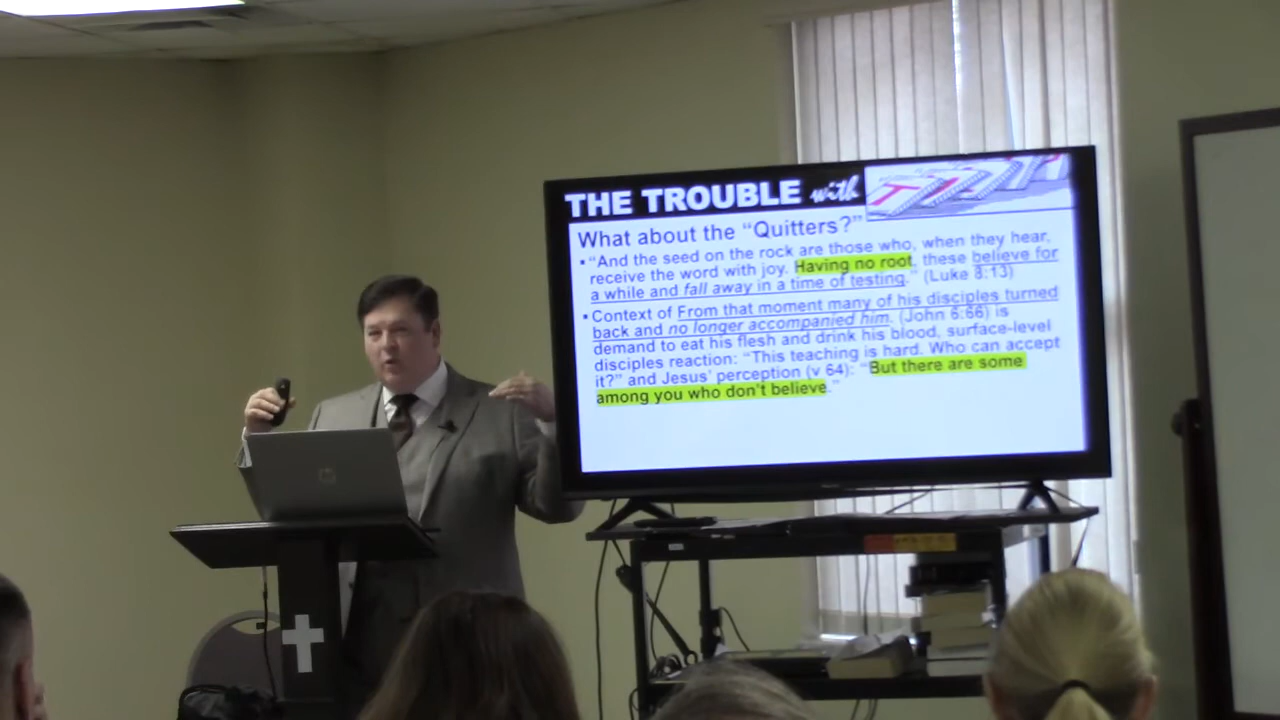 THE TROUBLE with
What about the “Quitters?”
▪“And the seed on the rock are those who, when they hear,
receive the word with joy. Having no root, these believe for
a while and fall away in a time of testing.” (Luke 8:13)
▪Context of From that moment many of his disciples turned
back and no longer accompanied him. (John 6:66) is
demand to eat his flesh and drink his blood, surface-level
disciples reaction: “This teaching is hard. Who can accept
it?” and Jesus’ perception (v 64): “But there are some
among you who don’t believe.”